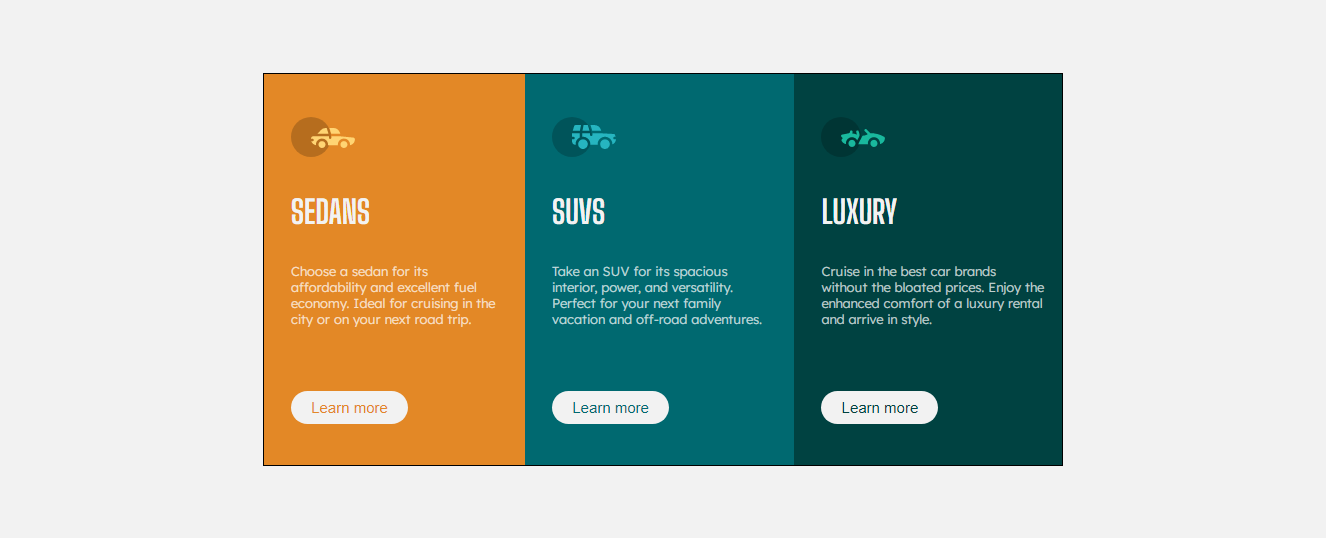 SEDANS
Choose a sedan for its
affordability and excellent fuel
economy. Ideal for cruising in the
city or on your next road trip.
Learn more
SUVS
Take an SUV for its spacious
interior, power, and versatility.
Perfect for your next family
vacation and off-road adventures.
Learn more
LUXURY
Cruise in the best car brands
without the bloated prices. Enjoy the
enhanced comfort of a luxury rental
and arrive in style.
Learn more